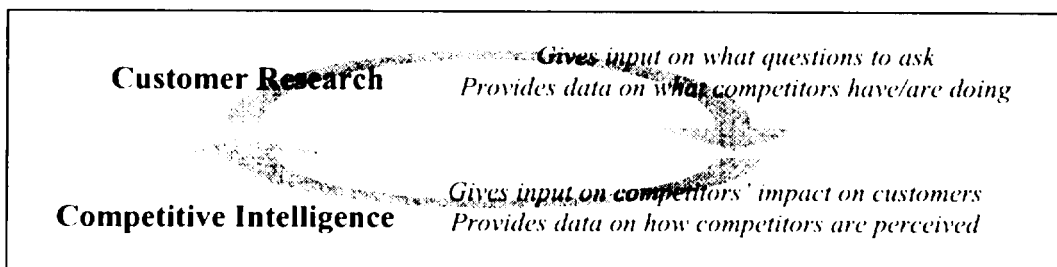 Gives input on what questions to ask
Customer Research
Provides data on what competitors have/are doing
Gives input on competitors' impact on customers
Competitive Intelligence
Provides data on how competitors are perceived